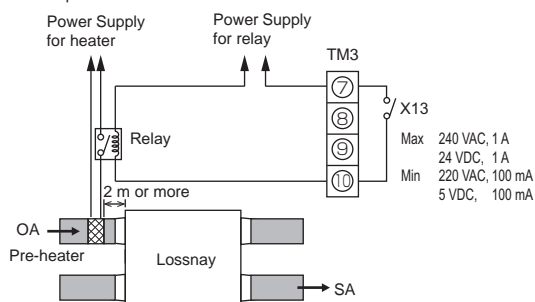 Power Supply
for heater
Power Supply
for relay
TM3
⑦
⑧
⑨
⑩
X13
Max 240 VAC, 1 A
24 VDC, 1 A
Min 220 VAC, 100 mA
5 VDC, 100 mA
Relay
2 m or more
OA
Pre-heater
Lossnay
SA